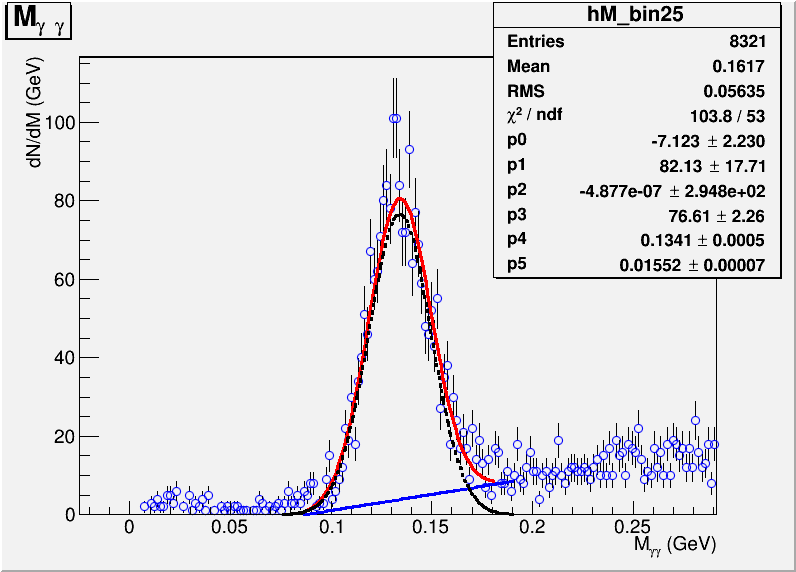 M γ γ
hM_bin25
Entries 8321
Mean 0.1617
RMS 0.05635
χ² / ndf 103.8 / 53
p0 -7.123 ± 2.230
p1 82.13 ± 17.71
p2 -4.877e-07 ± 2.948e+02
p3 76.61 ± 2.26
p4 0.1341 ± 0.0005
p5 0.01552 ± 0.00007
dN/dM (GeV)
100
80
60
40
20
0
0 0.05 0.1 0.15 0.2 0.25
M γγ (GeV)